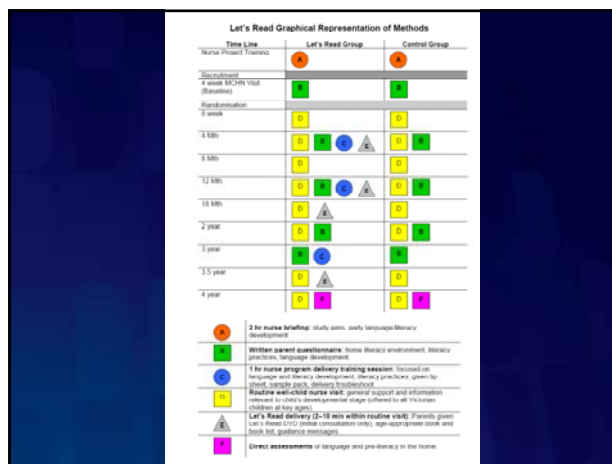 Let's Read Graphical Representation of Methods
Time Line Let's Read Group Control Group
Nurse Project Training A A
Recruitment
4 week MCHN Visit B B
(Baseline)
Randomisation
8 week D D
4 Mth D B C E D B
8 Mth D D
12 Mth D B C E D B
18 Mth D E D
2 year D B D B
3 year B C B
3.5 year D E D
4 year D F D F
A 2 hr nurse briefing: study aims, early language/literacy
development
B Written parent questionnaire: home literacy environment, literacy
practices, language development
C 1 hr nurse program delivery training session: focused on
language and literacy development, literacy practices, given tip
sheet, sample pack, delivery troubleshoot
D Routine well-child nurse visit: general support and information
relevant to child's developmental stage (offered to all Victorian
children at key ages)
E Let's Read delivery (2–10 min within routine visit): Parents given
Let's Read DVD (initial consultation only), age-appropriate book and
book list, guidance messages.
F Direct assessments of language and pre-literacy in the home